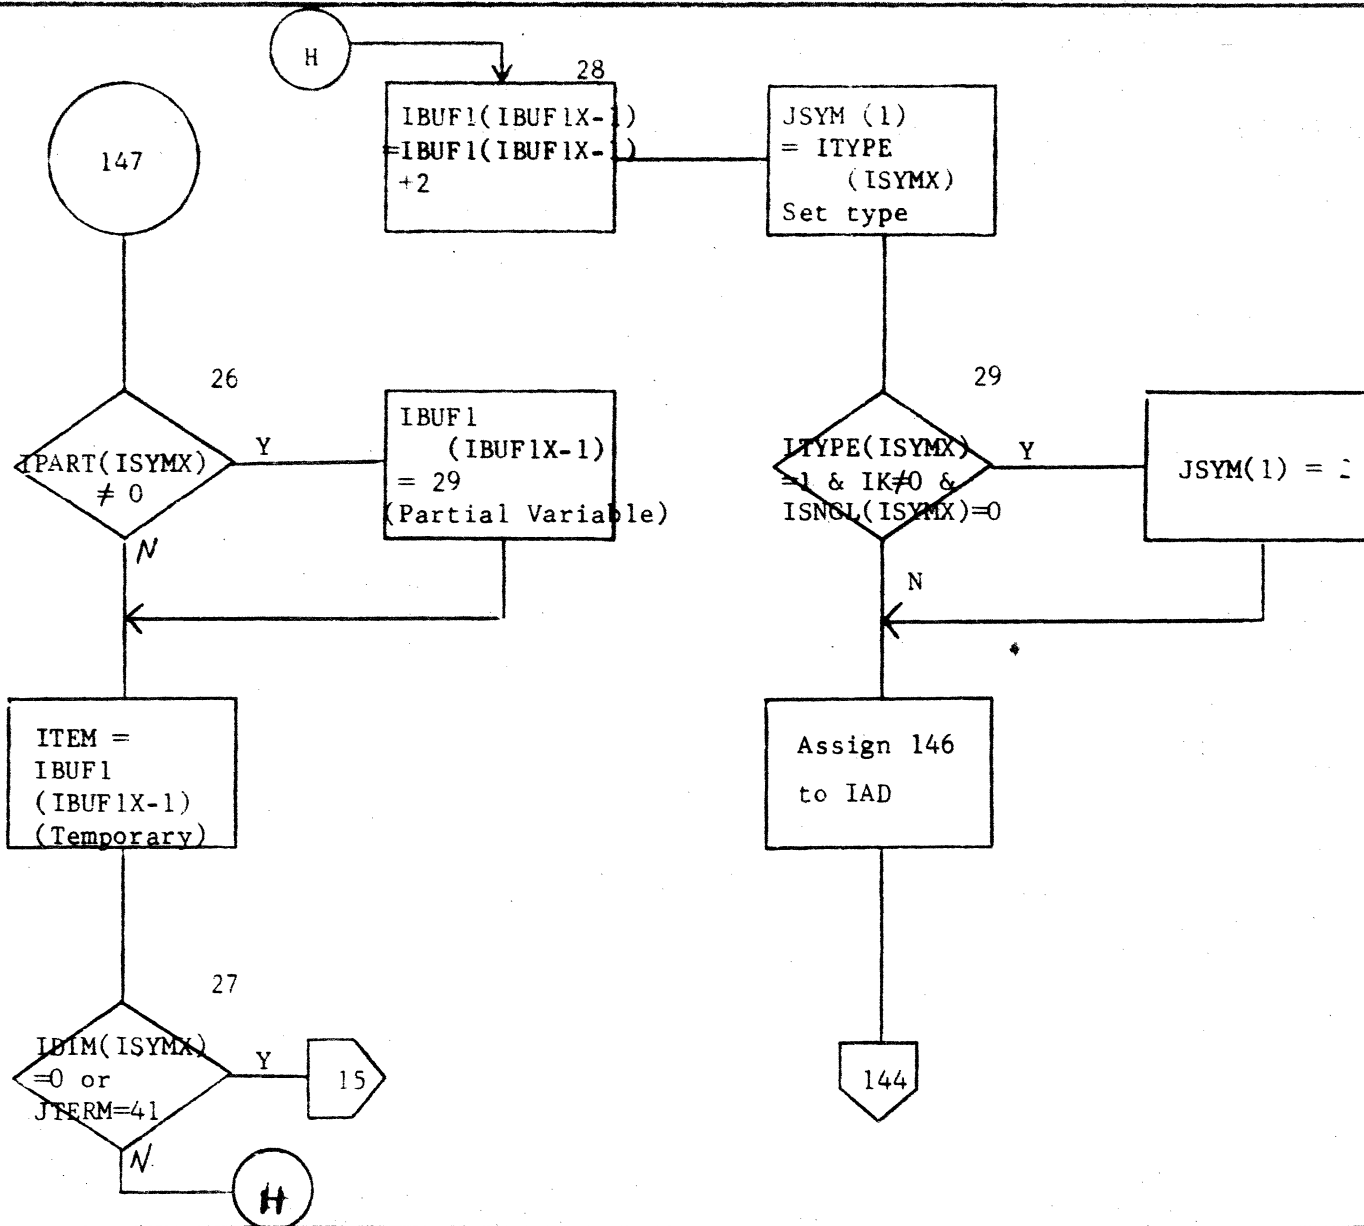 H
28
147
IBUF1(IBUF1X-1)
=IBUF1(IBUF1X-1)
+2
JSYM (1)
= ITYPE
(ISYMX)
Set type
26
IPART(ISYMX)
≠ 0
Y
N
IBUF1
(IBUF1X-1)
= 29
(Partial Variable)
29
ITYPE(ISYMX)
=1 & IK≠0 &
ISNGL(ISYMX)=0
Y
N
JSYM(1) =
ITEM =
IBUF1
(IBUF1X-1)
(Temporary)
Assign 146
to IAD
27
IDIM(ISYMX)
=0 or
JTERM=41
Y
N
15
144
H